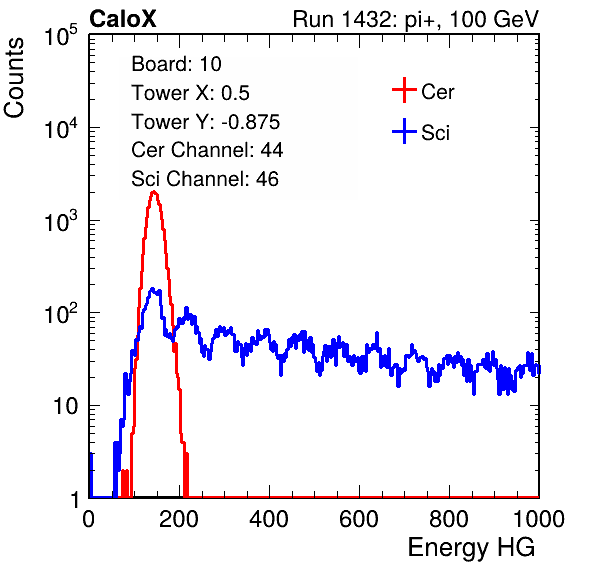 CaloX Run 1432: pi+, 100 GeV
Counts
10^5
10^4
10^3
10^2
10
1
Board: 10
Tower X: 0.5
Tower Y: -0.875
Cer Channel: 44
Sci Channel: 46
Cer
Sci
0 200 400 600 800 1000
Energy HG